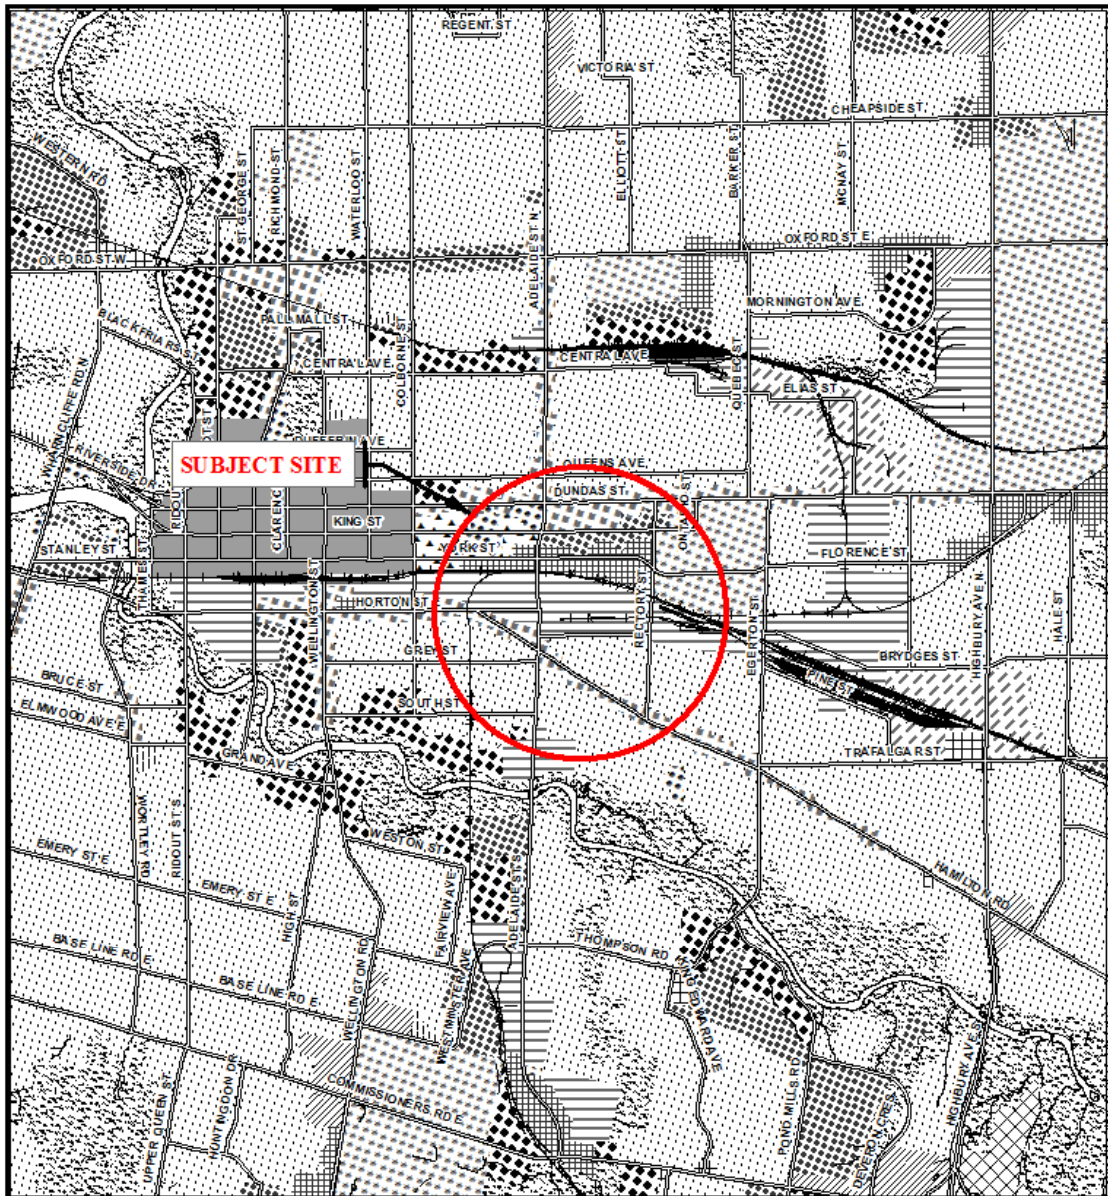 REGENT ST
VICTORIA ST
CHEAPSIDE ST
WESTERN RD
ST GEORGE ST
RICHMOND ST
WATERLOO ST
ELLIOTT ST
BARKER ST
MCNAY ST
OXFORD ST W
ADELAIDE ST N
OXFORD ST E
BLACKFRIARS ST
PALL MALL ST
MORNINGTON AVE
CENTRAL AVE
COLBORNE ST
CENTRAL AVE
QUEBEC ST
ELIAS ST
WHARNCLIFFE RD N
DUFFERIN AVE
RIVERSIDE DR
SUBJECT SITE
QUEENS AVE
DUNDAS ST
KING ST
ONTARIO ST
STANLEY ST
YORK ST
FLORENCE ST
THAMES ST
WELLINGTON ST
HORTON ST
RECTORY ST
EGERTON ST
HIGHBURY AVE N
HALE ST
GREY ST
BRYDGES ST
BRUCE ST
PINE ST
ELMWOOD AVE E
SOUTH ST
GRAND AVE
TRAFALGAR ST
WORTLEY RD
RIDOUT ST S
WESTON ST
EMERY ST E
EMERY ST E
HIGH ST
FAIRVIEW AVE
ADELAIDE ST S
HAMILTON RD
BASE LINE RD E
BASE LINE RD E
WELLINGTON RD
WESTMINSTER AVE
THOMPSON RD
KING EDWARD AVE
COMMISSIONERS RD E
UPPER QUEEN ST
HUNTINGDON DR
POND MILLS RD
DEVERON CRES
HIGHBURY AVE S